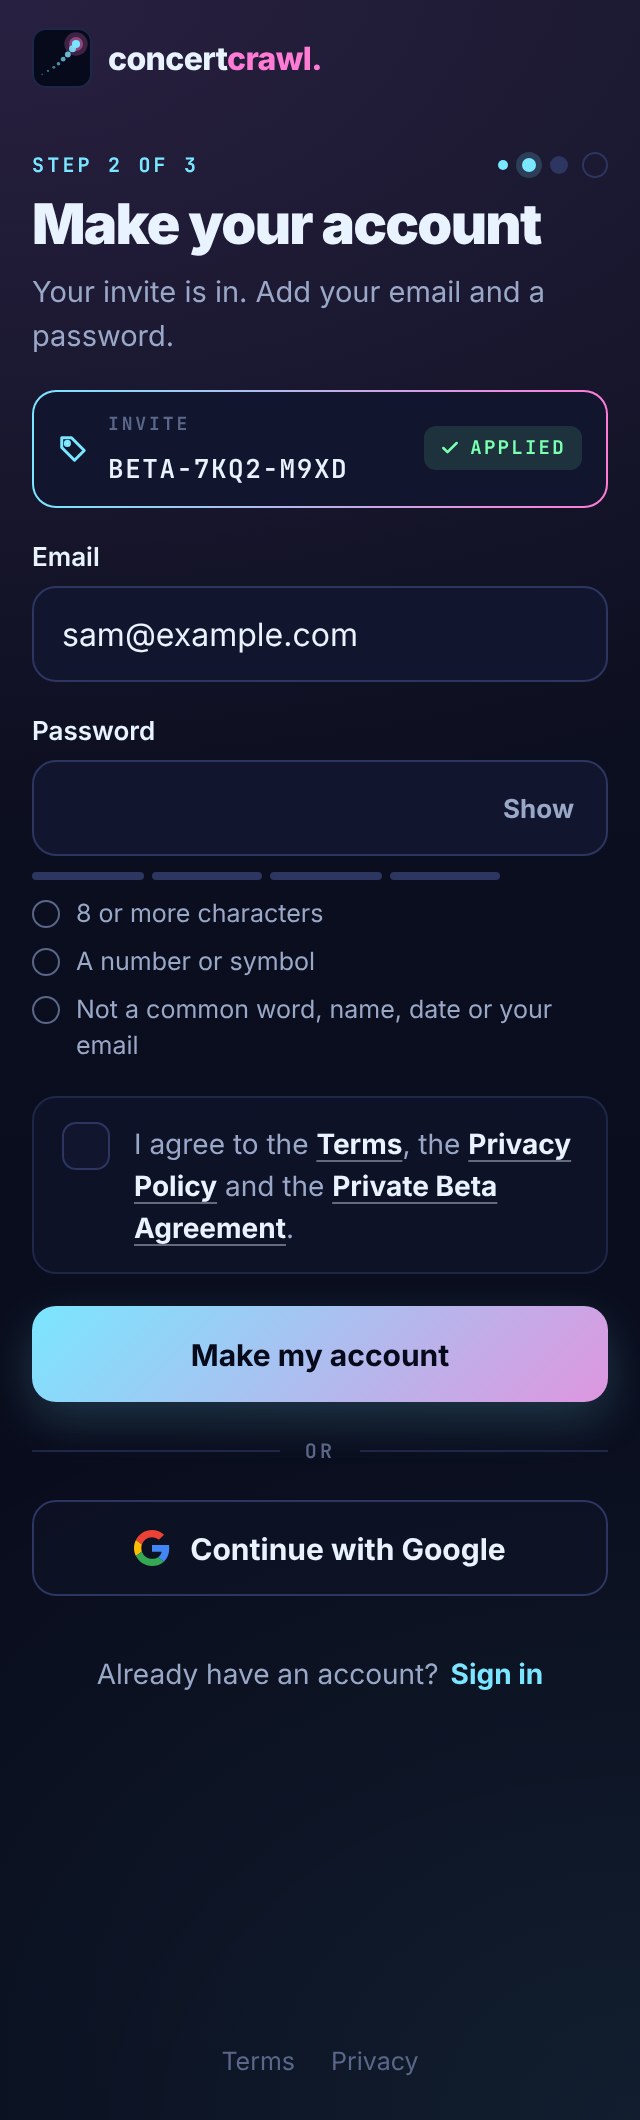 concertcrawl.
STEP 2 OF 3
Make your account
Your invite is in. Add your email and a
password.
INVITE
BETA-7KQ2-M9XD
APPLIED
Email
sam@example.com
Password
Show
8 or more characters
A number or symbol
Not a common word, name, date or your
email
I agree to the Terms, the Privacy
Policy and the Private Beta
Agreement.
Make my account
OR
Continue with Google
Already have an account? Sign in
Terms Privacy